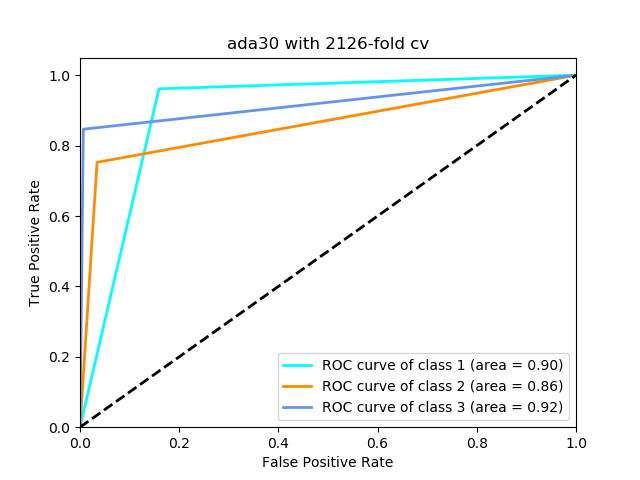 ada30 with 2126-fold cv
True Positive Rate
1.0
0.8
0.6
0.4
0.2
0.0
0.0 0.2 0.4 0.6 0.8 1.0
False Positive Rate
ROC curve of class 1 (area = 0.90)
ROC curve of class 2 (area = 0.86)
ROC curve of class 3 (area = 0.92)